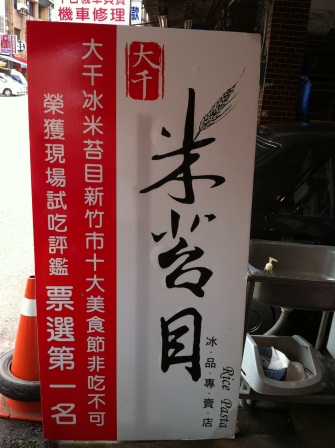 機車修理
大千
米苔目
冰·品·專·賣·店
Rice Pasta
大千冰米苔目新竹市十大美食節非吃不可
榮獲現場試吃評鑑 票選第一名